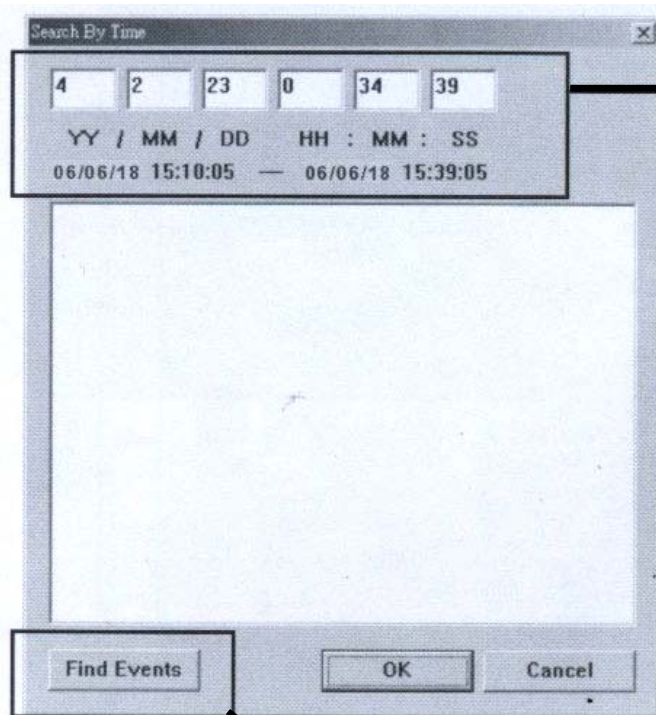 Search By Time
4 2 23 0 34 39
YY / MM / DD HH : MM : SS
06/06/18 15:10:05 — 06/06/18 15:39:05
Find Events OK Cancel